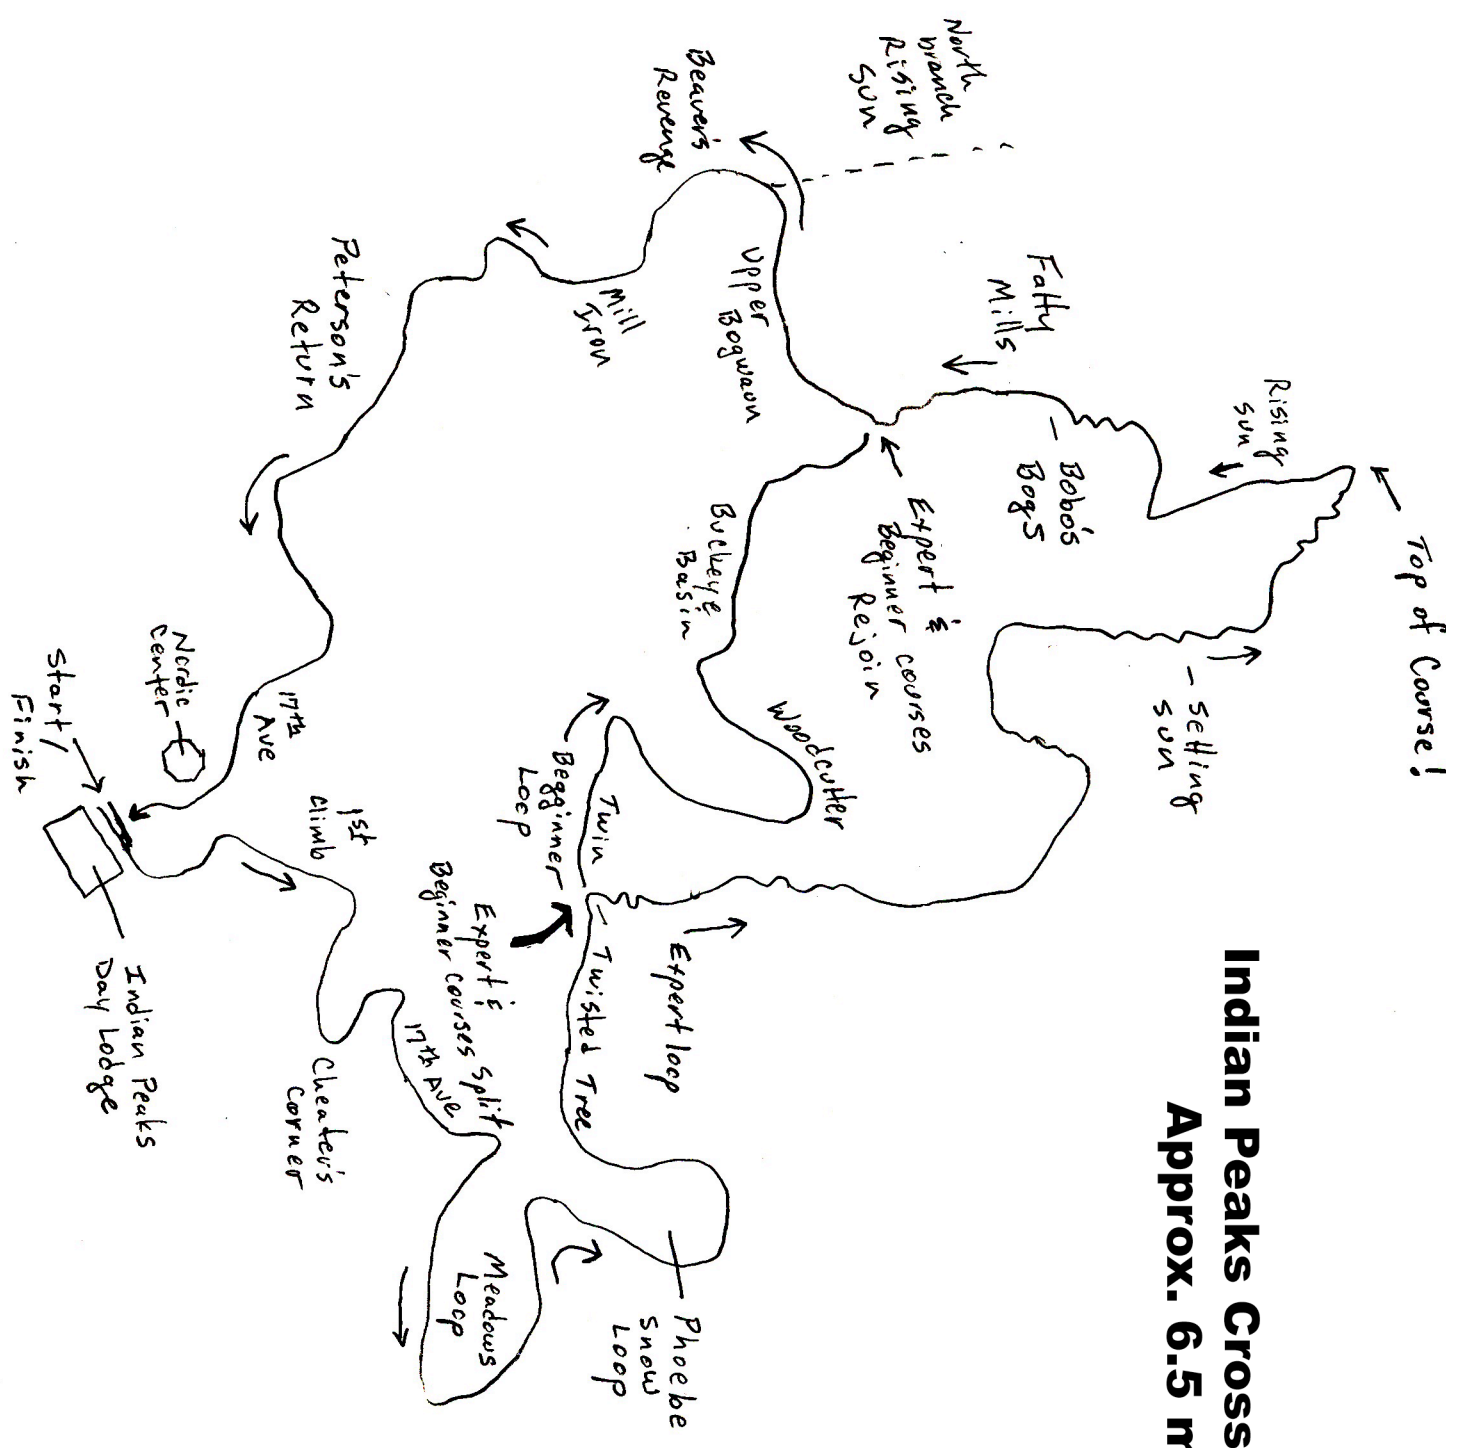 Indian Peaks Cross
Approx. 6.5 m
Top of Course!
Rising
Sun
Setting
Sun
Fatty
Mills
Bobo's
Bogs
North
branch
Rising
Sun
Expert &
Beginner courses
Rejoin
Upper
Bogwaun
Beaver's
Revenge
Mill
Iron
Peterson's
Return
Buckeye
Basin
Woodcutter
Twin
Begginner
Loop
Expert loop
Twisted Tree
Expert &
Beginner courses Split
Phoebe
Snow
Loop
Meadows
Loop
17th Ave
Cheater's
Corner
1st
Climb
17th
Ave
Nordic
Center
Start/
Finish
Indian Peaks
Day Lodge